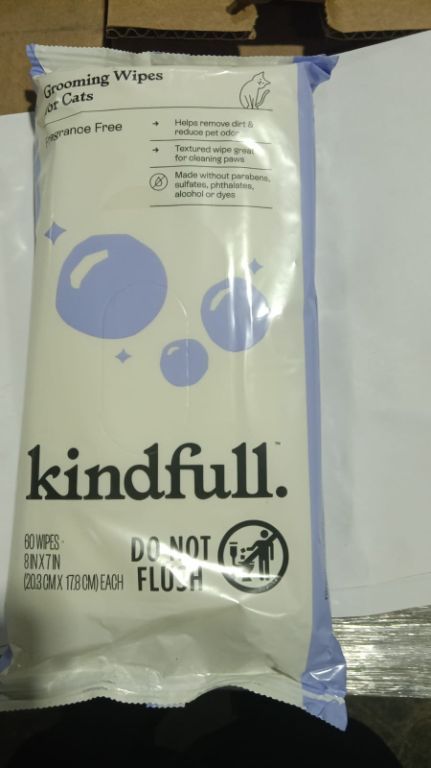 Grooming Wipes
for Cats
Fragrance Free
→ Helps remove dirt &
reduce pet odor
→ Textured wipe great
for cleaning paws
Made without parabens,
sulfates, phthalates,
alcohol or dyes
kindfull.™
60 WIPES
8 IN X 7 IN
(20.3 CM X 17.8 CM) EACH
DO NOT
FLUSH